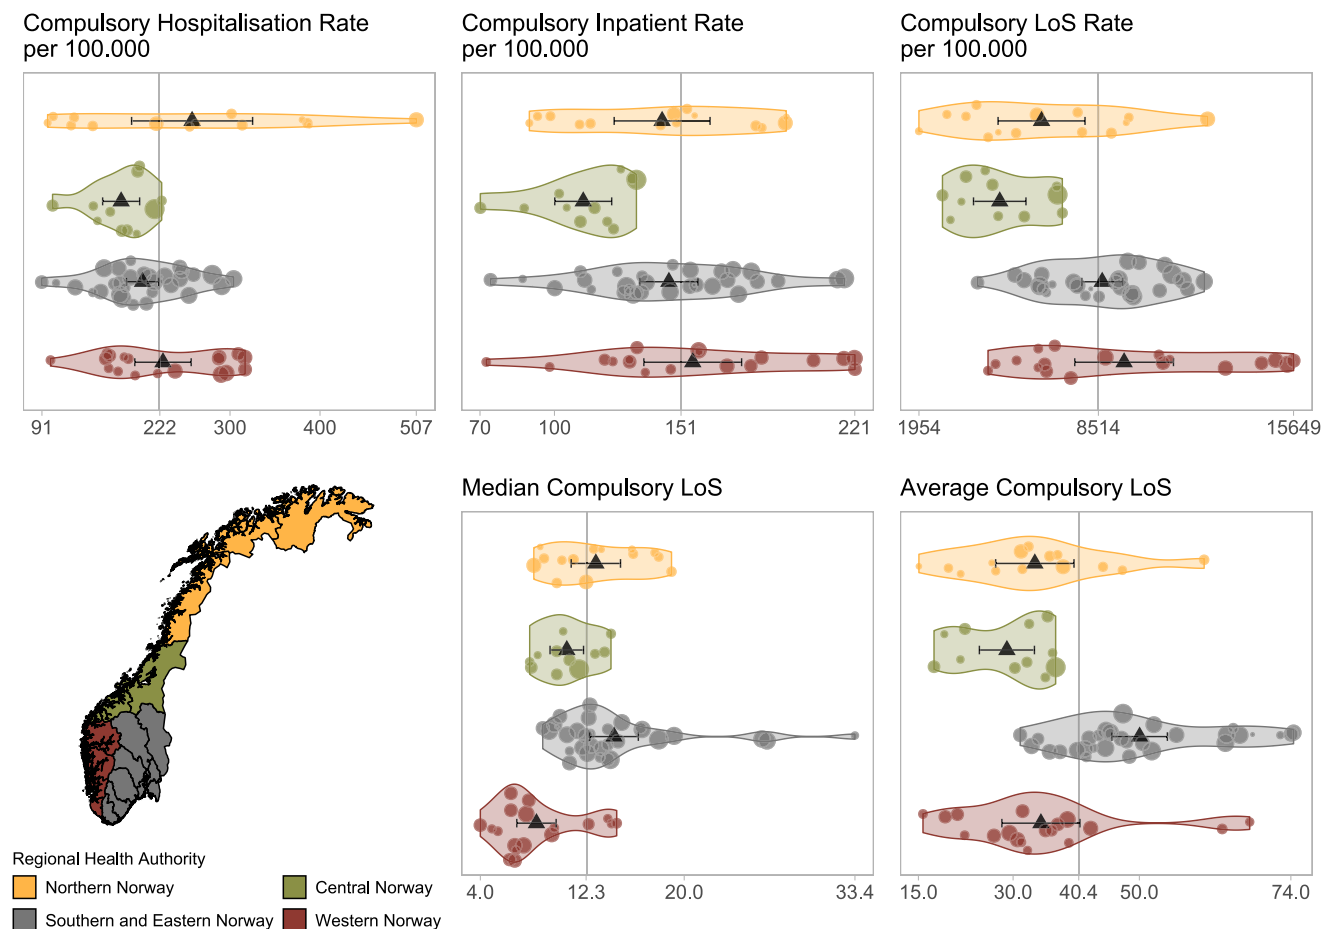 Compulsory Hospitalisation Rate
per 100.000
91 222 300 400 507
Compulsory Inpatient Rate
per 100.000
70 100 151 221
Compulsory LoS Rate
per 100.000
1954 8514 15649
Median Compulsory LoS
4.0 12.3 20.0 33.4
Average Compulsory LoS
15.0 30.0 40.4 50.0 74.0
Regional Health Authority
Northern Norway
Central Norway
Southern and Eastern Norway
Western Norway